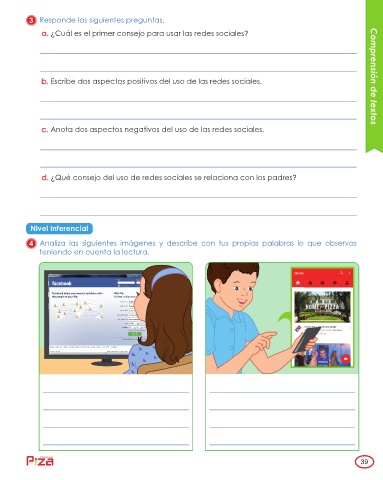 3 Responde las siguientes preguntas.
a. ¿Cuál es el primer consejo para usar las redes sociales?
b. Escribe dos aspectos positivos del uso de las redes sociales.
c. Anota dos aspectos negativos del uso de las redes sociales.
d. ¿Qué consejo del uso de redes sociales se relaciona con los padres?
Comprensión de textos
Nivel Inferencial
4 Analiza las siguientes imágenes y describe con tus propias palabras lo que observas
teniendo en cuenta la lectura.
facebook
HOME PIZZA
Piza
39